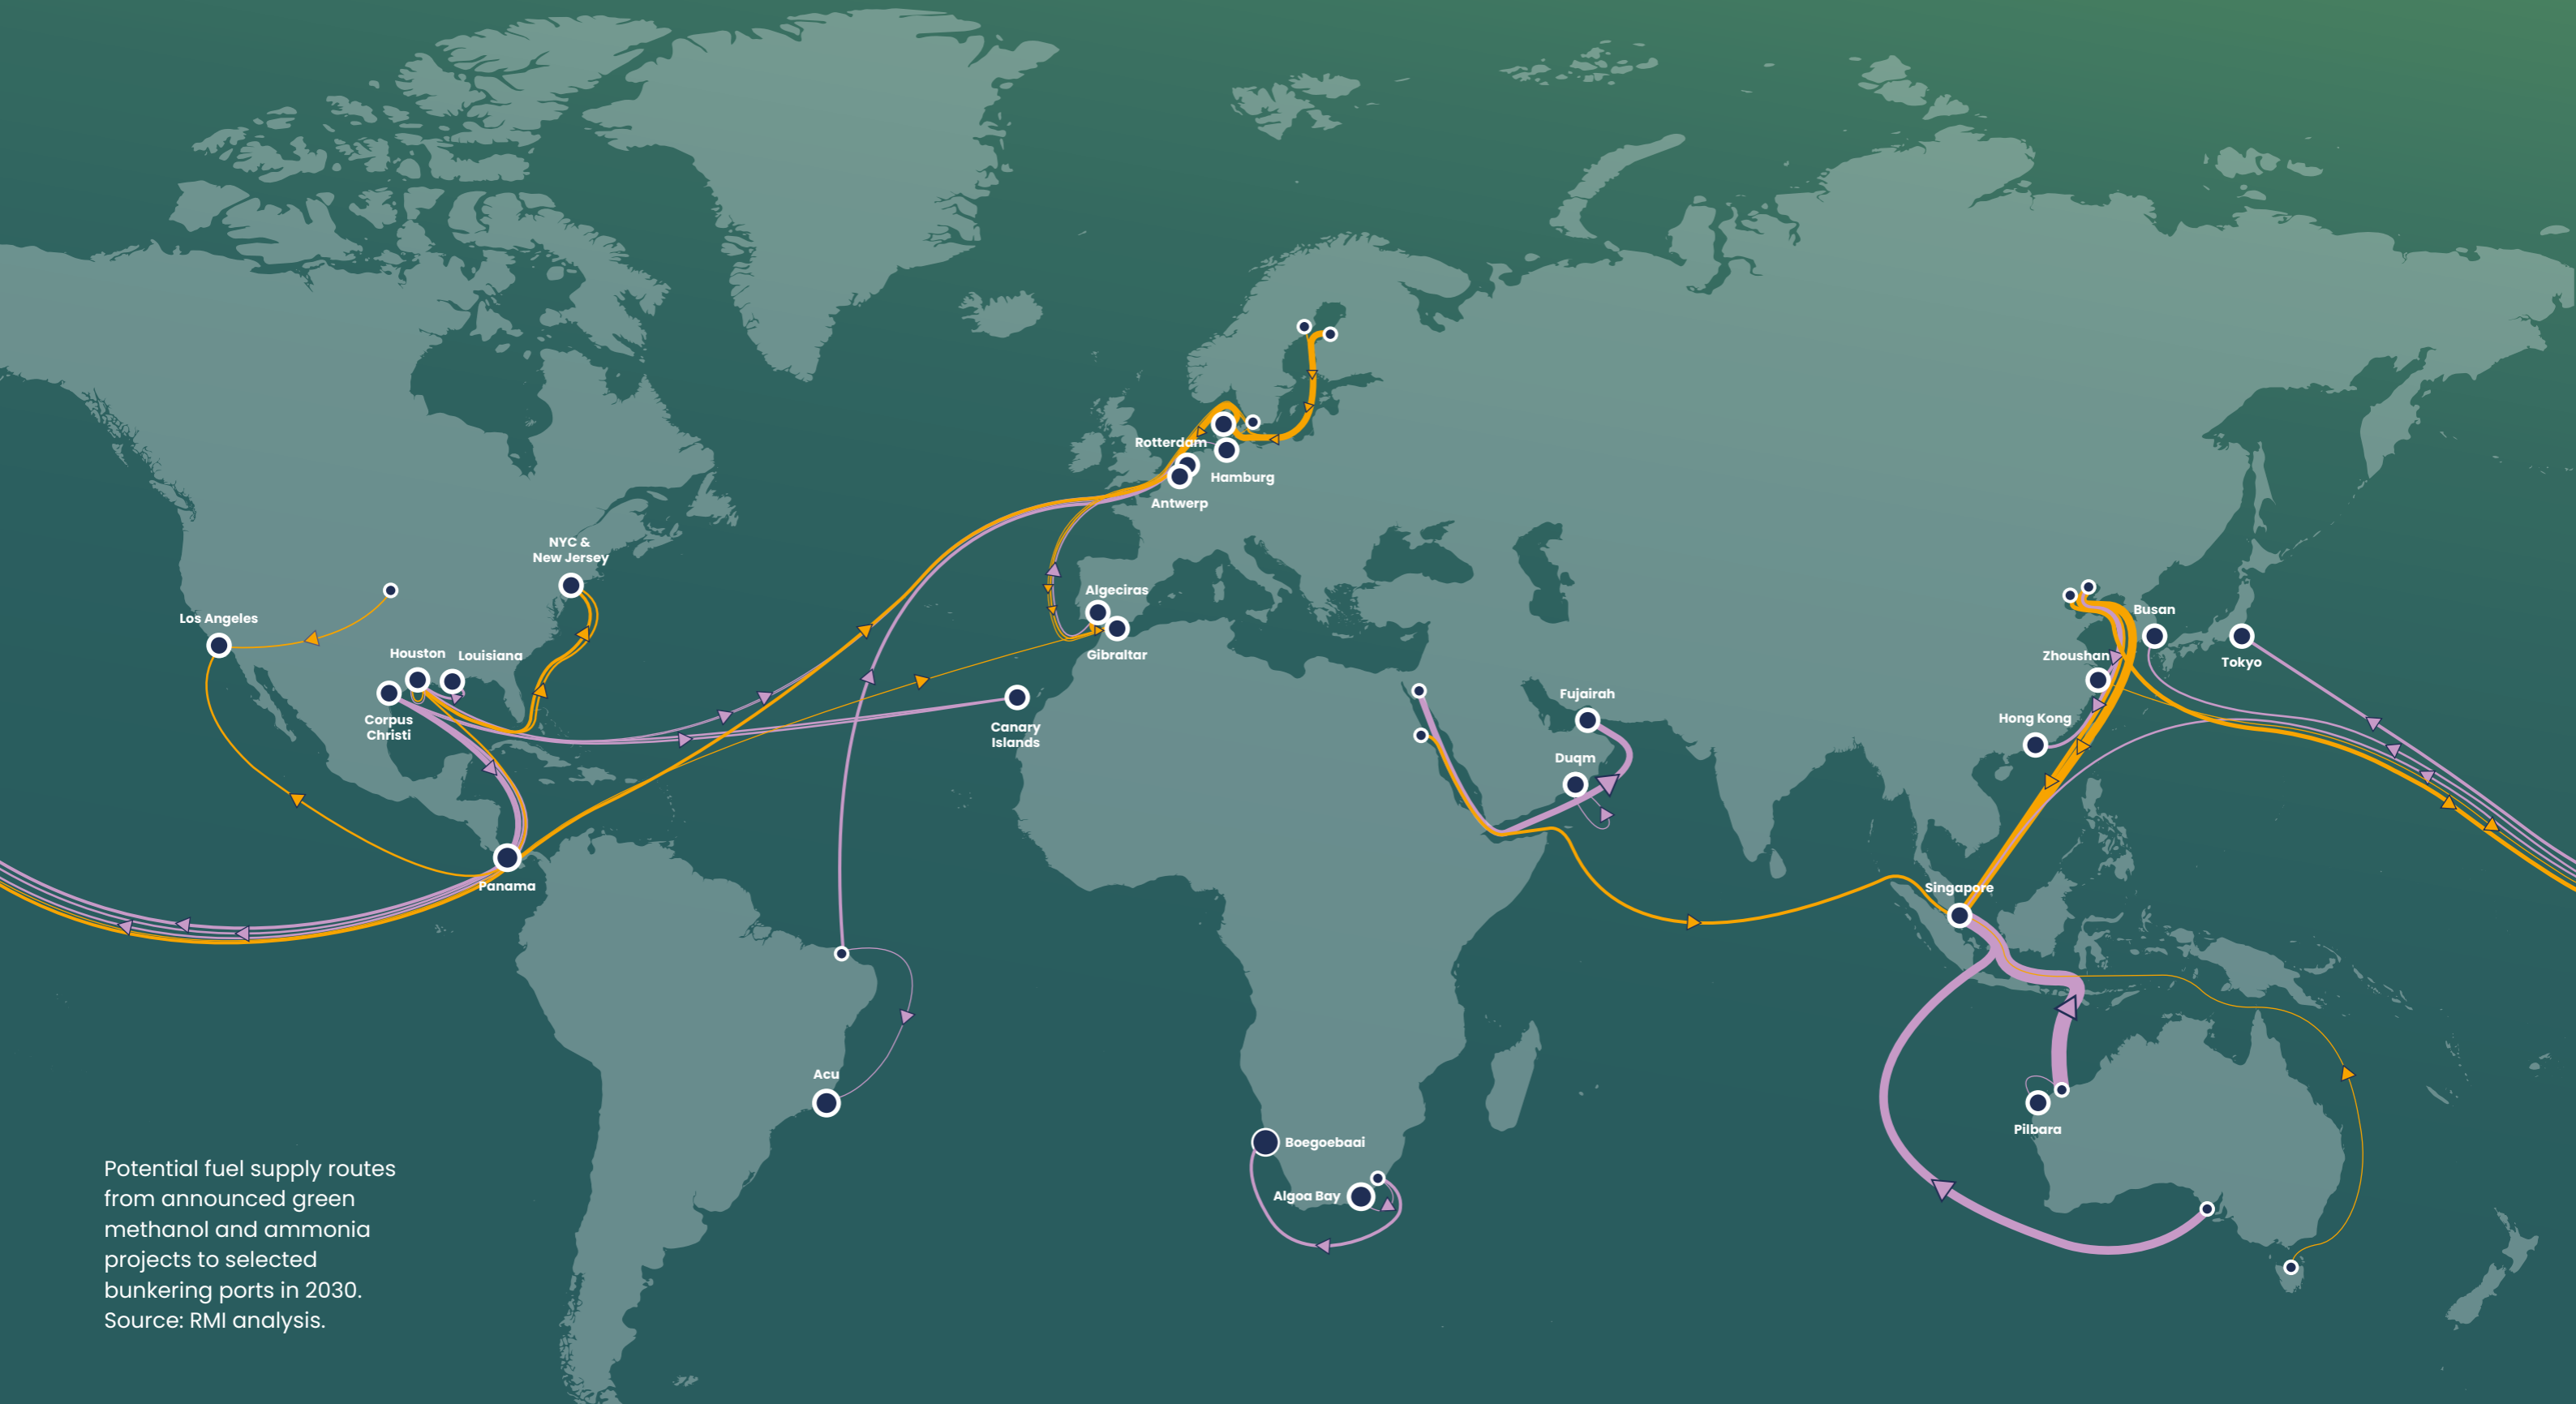 Rotterdam
Hamburg
Antwerp
NYC &
New Jersey
Algeciras
Los Angeles
Busan
Houston
Louisiana
Gibraltar
Zhoushan
Tokyo
Fujairah
Corpus
Christi
Canary
Islands
Hong Kong
Duqm
Panama
Singapore
Acu
Pilbara
Boegoebaai
Algoa Bay
Potential fuel supply routes
from announced green
methanol and ammonia
projects to selected
bunkering ports in 2030.
Source: RMI analysis.